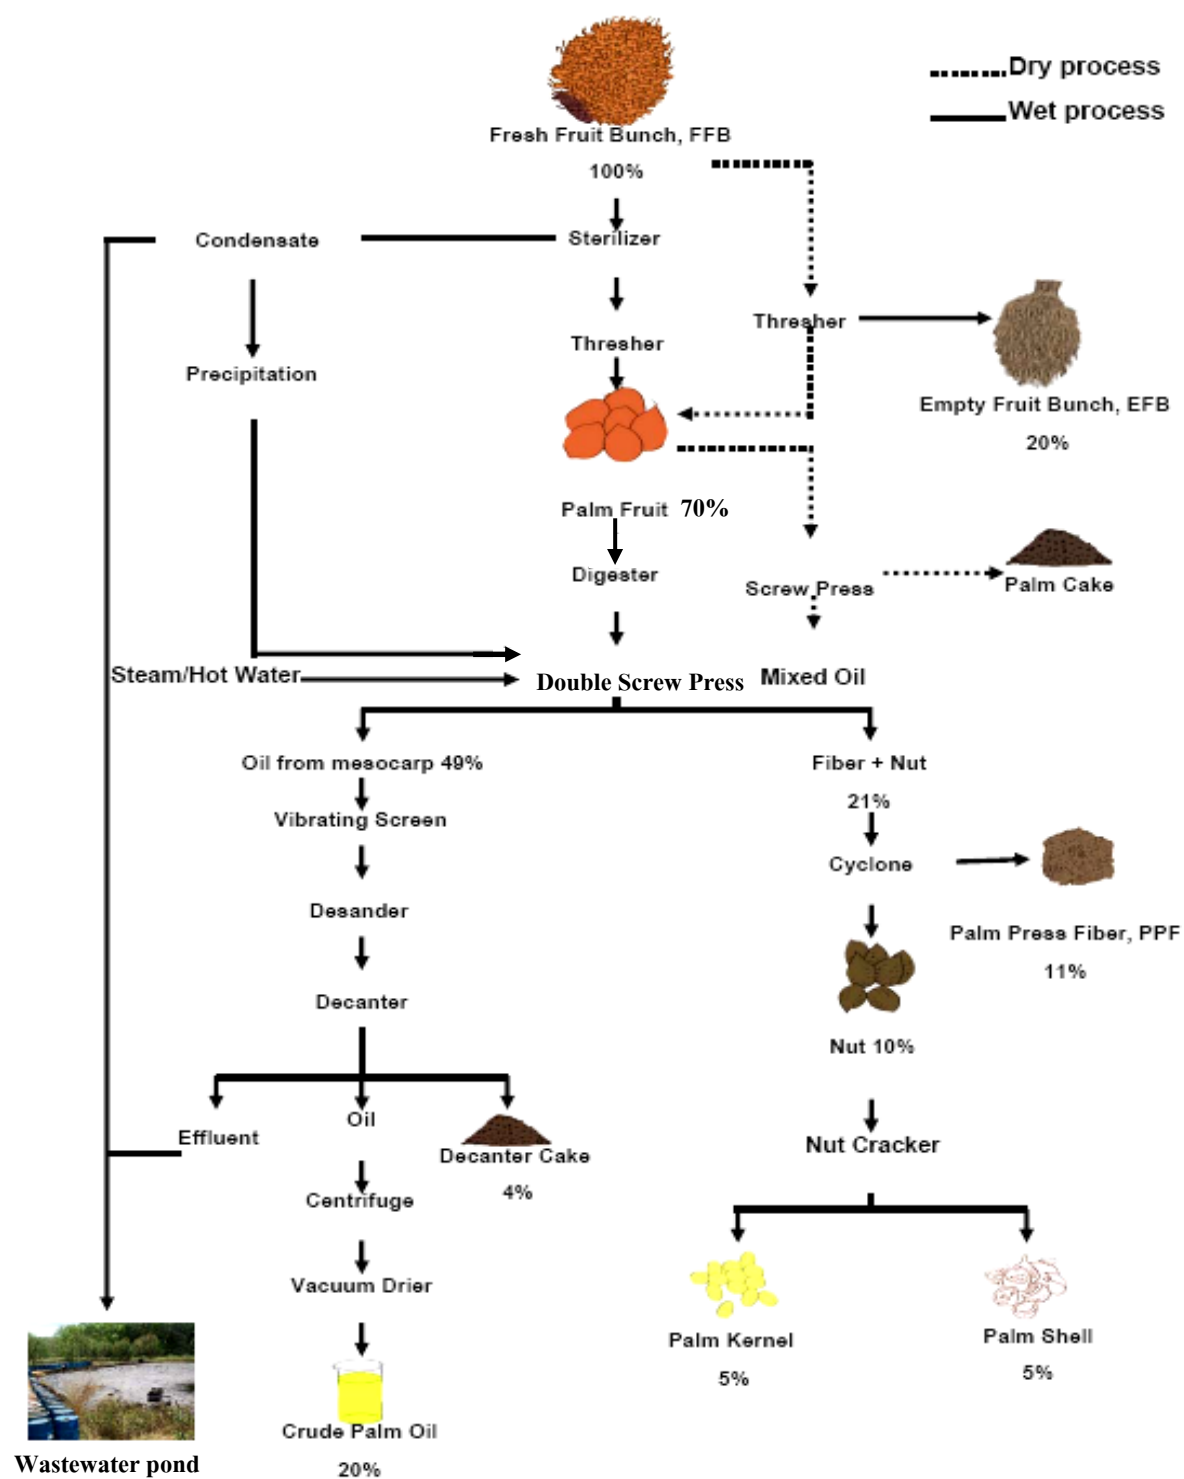 Dry process
Wet process
Fresh Fruit Bunch, FFB
100%
Condensate
Sterilizer
Thresher
Thresher
Precipitation
Empty Fruit Bunch, EFB
20%
Palm Fruit 70%
Digester
Screw Press
Palm Cake
Steam/Hot Water
Double Screw Press
Mixed Oil
Oil from mesocarp 49%
Fiber + Nut
21%
Vibrating Screen
Cyclone
Desander
Palm Press Fiber, PPF
11%
Decanter
Nut 10%
Effluent
Oil
Decanter Cake
4%
Nut Cracker
Centrifuge
Vacuum Drier
Palm Kernel
5%
Palm Shell
5%
Crude Palm Oil
20%
Wastewater pond